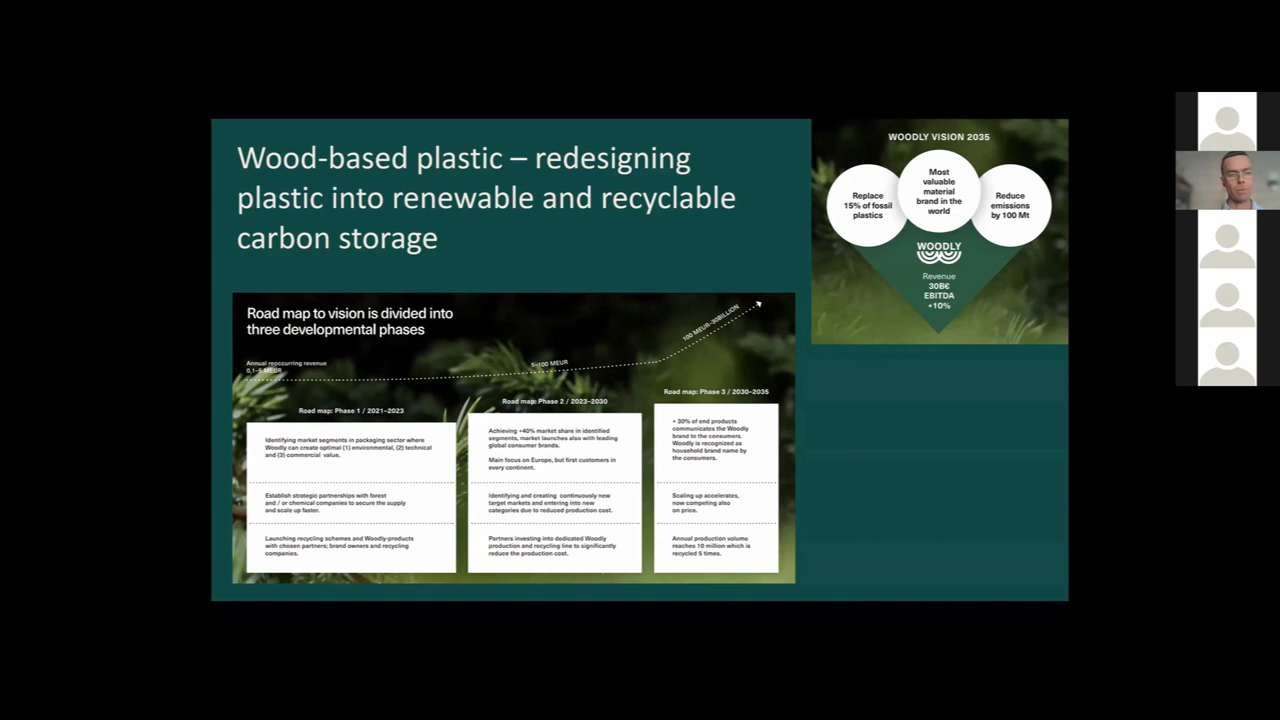 Wood-based plastic – redesigning
plastic into renewable and recyclable
carbon storage
WOODLY VISION 2035
Replace
15% of fossil
plastics
Most
valuable
material
brand in the
world
Reduce
emissions
by 100 Mt
WOODLY
Revenue
30B€
EBITDA
+10%
Road map to vision is divided into
three developmental phases
Annual reoccurring revenue
0,1–5 MEUR
5–100 MEUR
100 MEUR–30BILLION
Road map: Phase 1 / 2021–2023
Identifying market segments in packaging sector where
Woodly can create optimal (1) environmental, (2) technical
and (3) commercial value.
Establish strategic partnerships with forest
and / or chemical companies to secure the supply
and scale up faster.
Launching recycling schemes and Woodly-products
with chosen partners; brand owners and recycling
companies.
Road map: Phase 2 / 2023–2030
Achieving +40% market share in identified
segments, market launches also with leading
global consumer brands.
Main focus on Europe, but first customers in
every continent.
Identifying and creating continuously new
target markets and entering into new
categories due to reduced production cost.
Partners investing into dedicated Woodly
production and recycling line to significantly
reduce the production cost.
Road map: Phase 3 / 2030–2035
+ 30% of end products
communicates the Woodly
brand to the consumers.
Woodly is recognized as
household brand name by
the consumers.
Scaling up accelerates,
now competing also
on price.
Annual production volume
reaches 10 million which is
recycled 5 times.